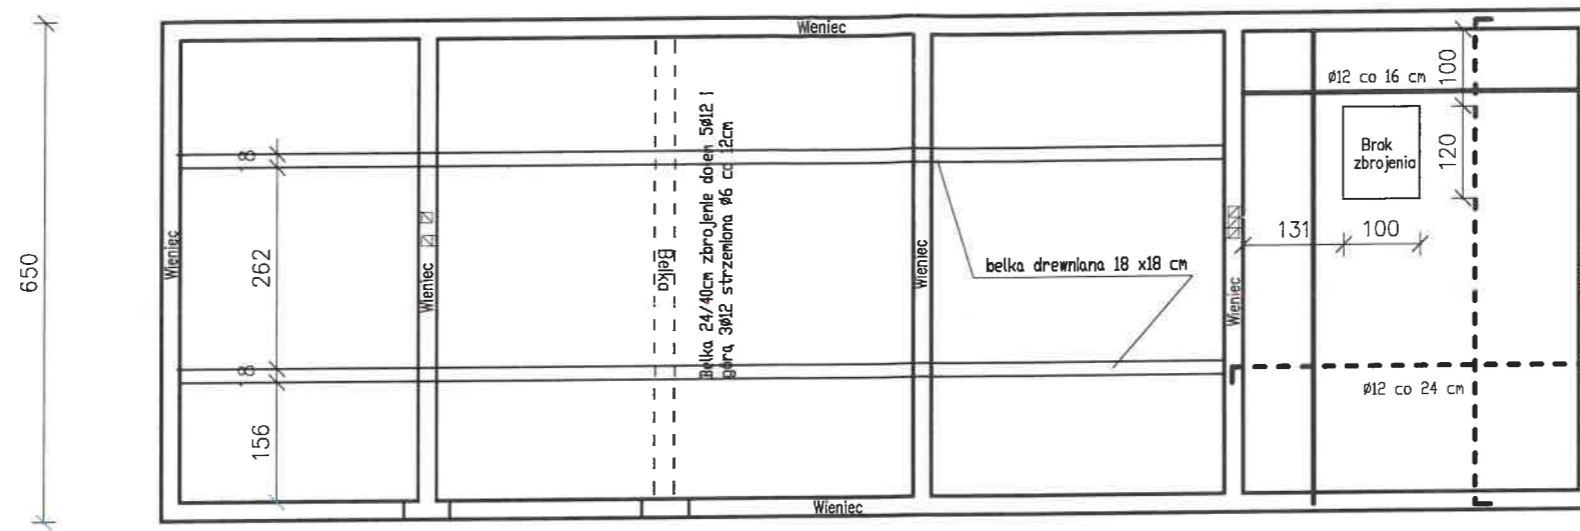 Wieniec
Ø12 co 16 cm
100
Brak
zbrojenia
120
131
100
18
262
18
156
650
Wieniec
Wieniec
Belka
Belka 24/40cm zbrojenie dołem 5Ø12 i
górą 3Ø12 strzemiona Ø6 co 12cm
Wieniec
belka drewniana 18 x18 cm
Wieniec
Ø12 co 24 cm
Wieniec